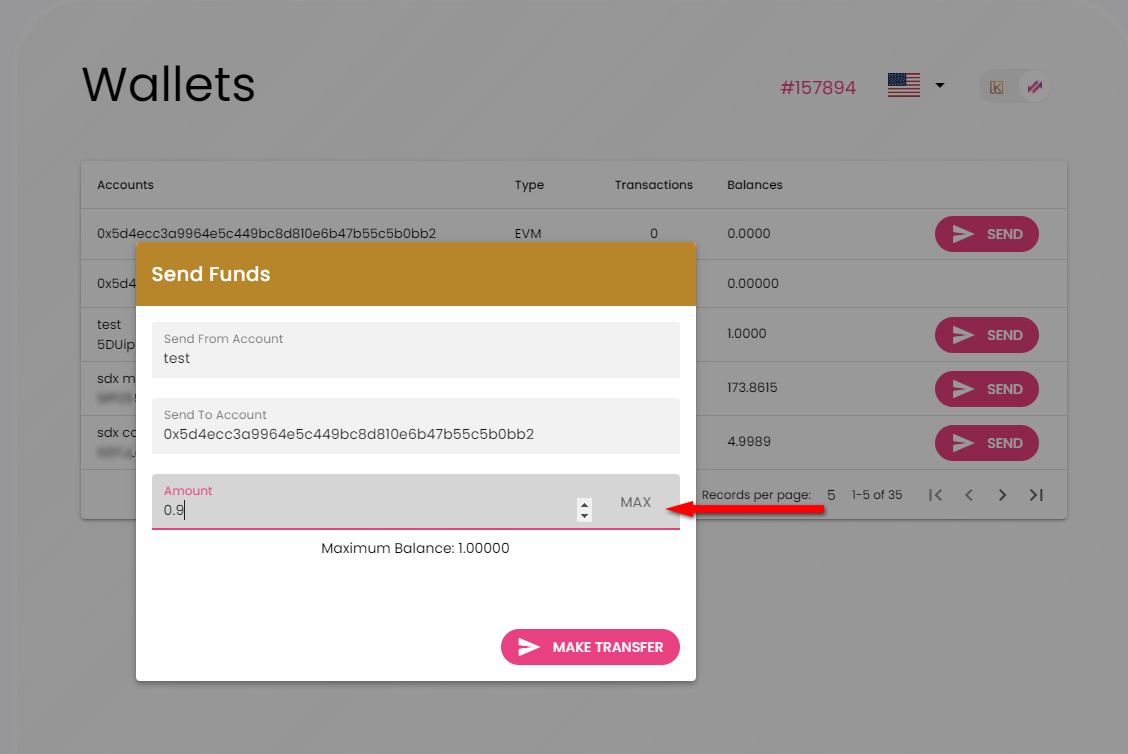 Wallets
#157894
Accounts Type Transactions Balances
0x5d4ecc3a9964e5c449bc8d810e6b47b55c5b0bb2 EVM 0 0.0000 SEND
0x5d4 0.00000
test
5DUip 1.0000 SEND
sdx m
173.8615 SEND
sdx co
4.9989 SEND
Records per page: 5 1-5 of 35
Send Funds
Send From Account
test
Send To Account
0x5d4ecc3a9964e5c449bc8d810e6b47b55c5b0bb2
Amount
0.9 MAX
Maximum Balance: 1.00000
MAKE TRANSFER